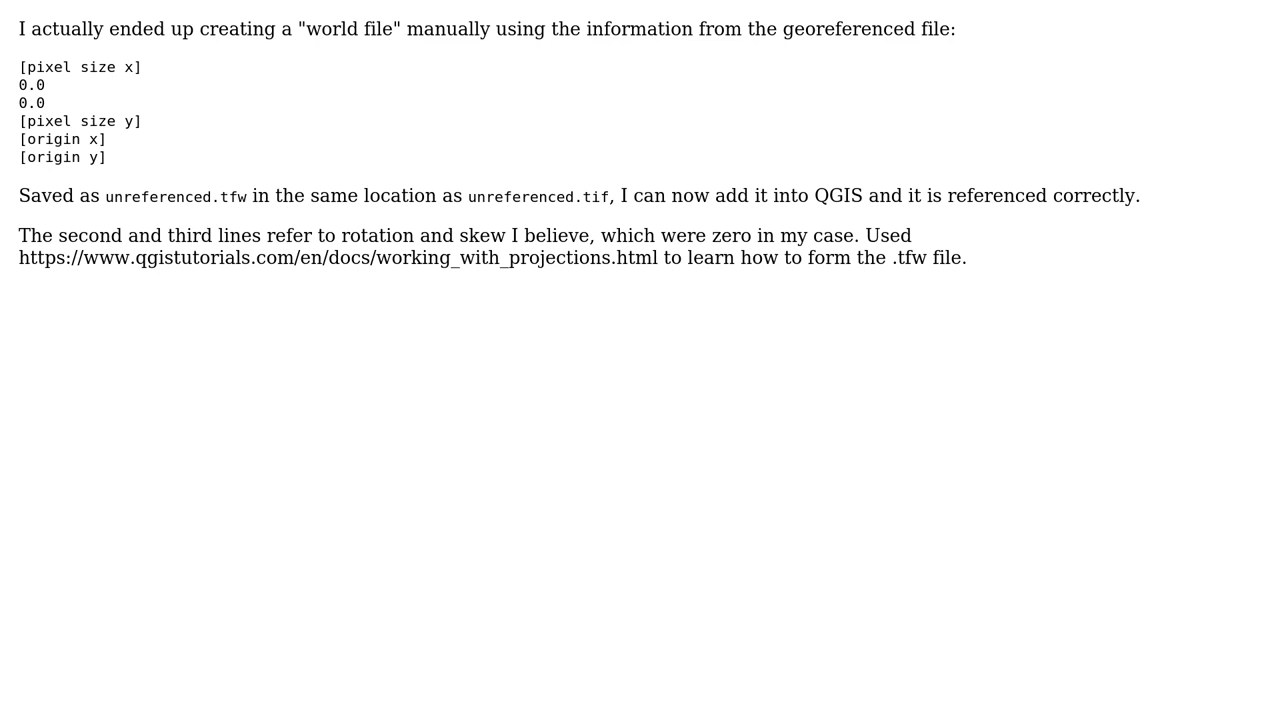 I actually ended up creating a "world file" manually using the information from the georeferenced file:
[pixel size x]
0.0
0.0
[pixel size y]
[origin x]
[origin y]
Saved as unreferenced.tfw in the same location as unreferenced.tif, I can now add it into QGIS and it is referenced correctly.
The second and third lines refer to rotation and skew I believe, which were zero in my case. Used
https://www.qgistutorials.com/en/docs/working_with_projections.html to learn how to form the .tfw file.